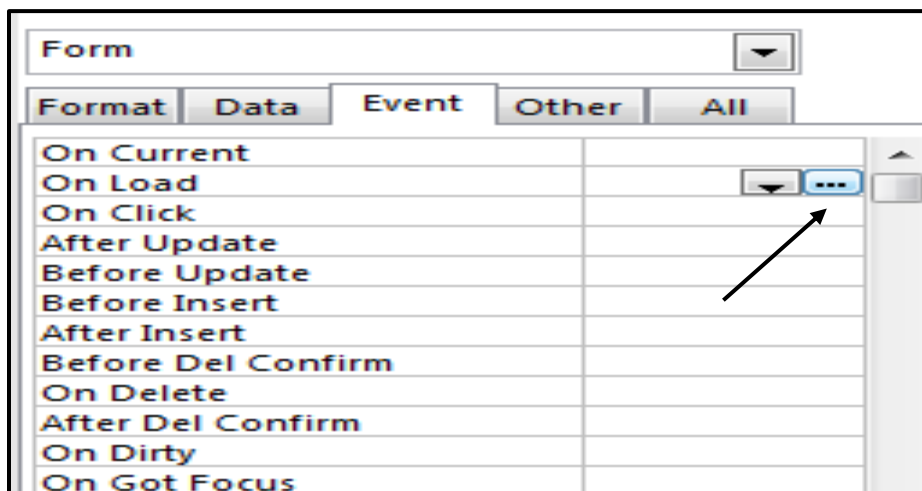 Form
Format Data Event Other All
On Current
On Load ...
On Click
After Update
Before Update
Before Insert
After Insert
Before Del Confirm
On Delete
After Del Confirm
On Dirty
On Got Focus